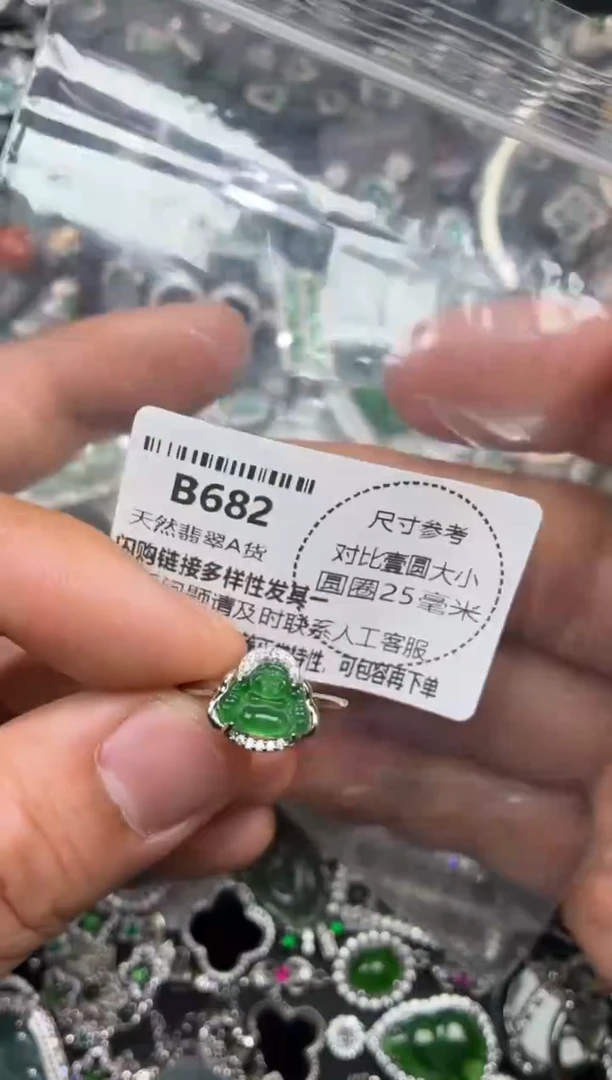 B682
天然翡翠A货
闪购链接多样性发其一
问题请及时联系人工客服
特性, 可包容再下单
尺寸参考
对比壹圆大小
圆圈25毫米